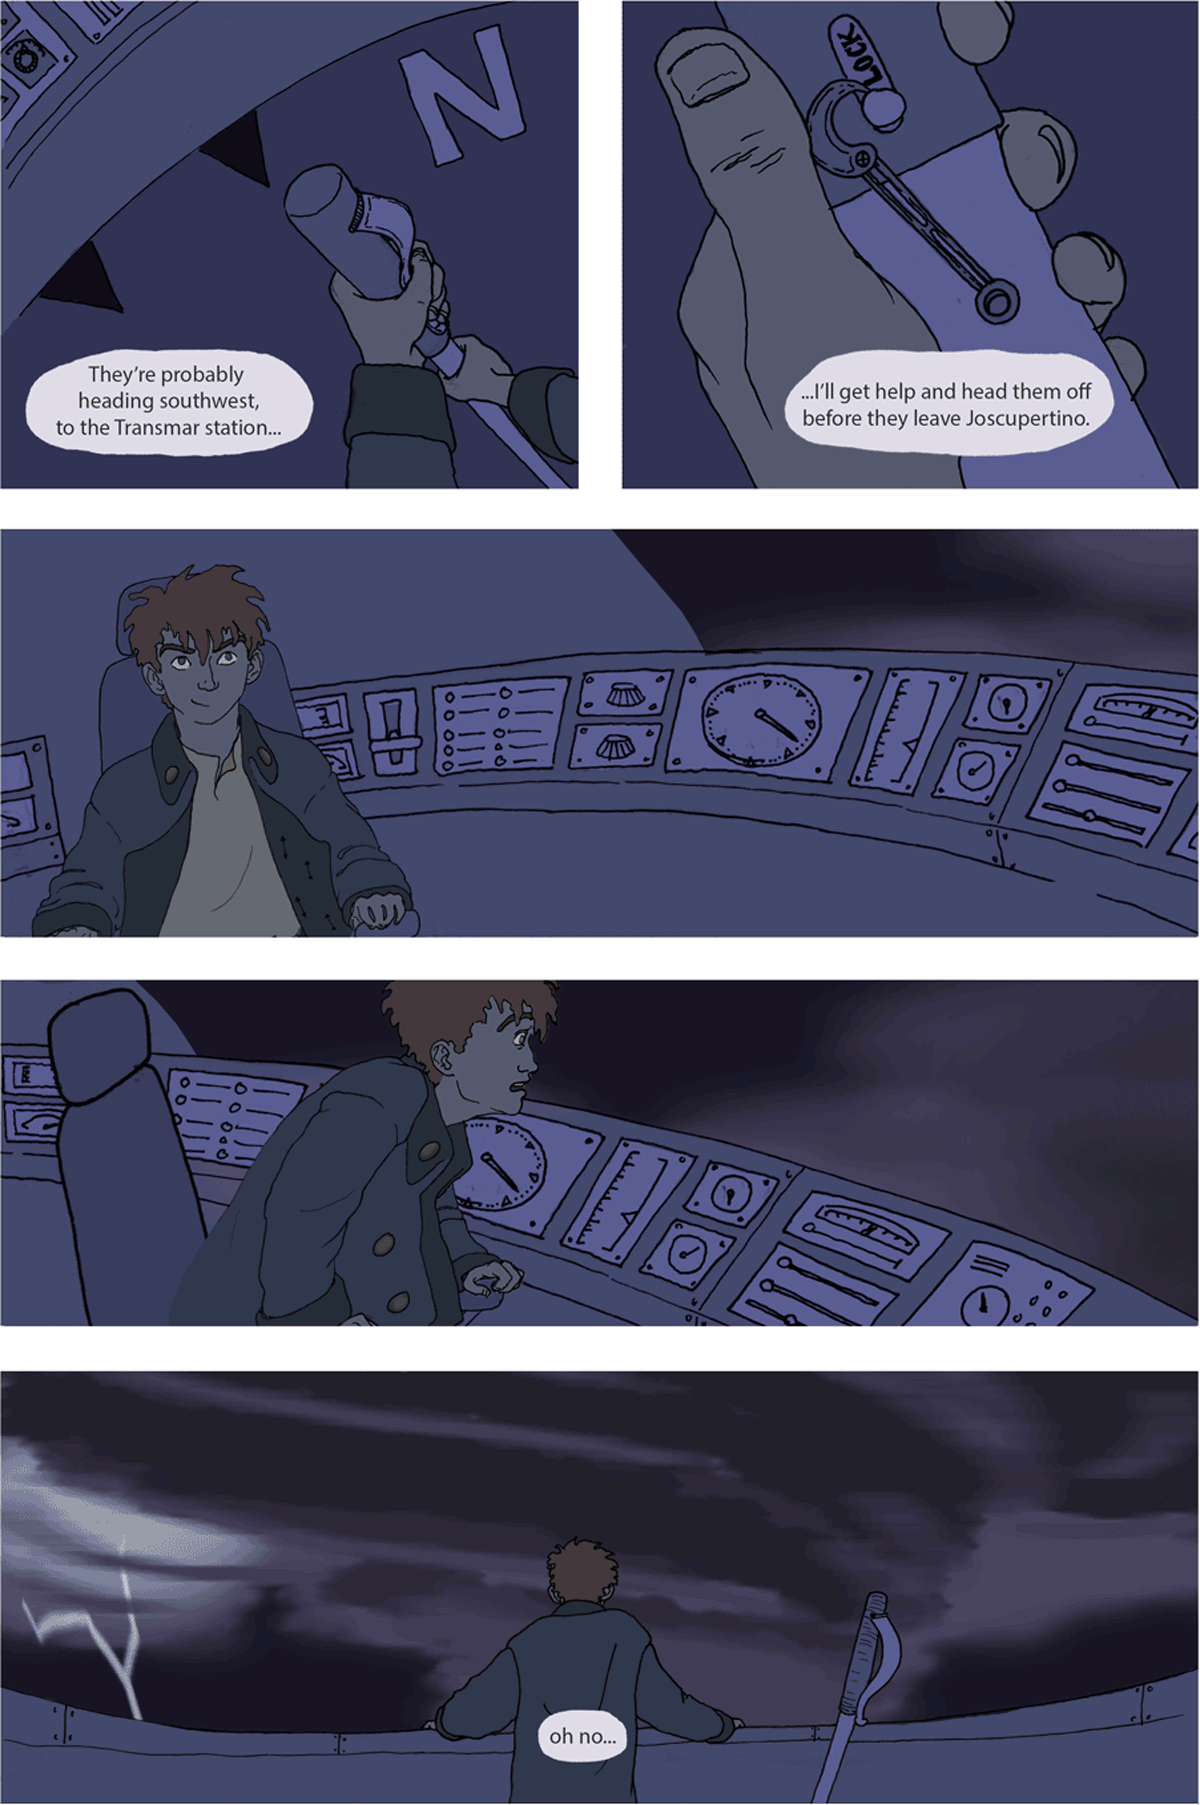 N
LOCK
They're probably
heading southwest,
to the Transmar station...
...I'll get help and head them off
before they leave Joscupertino.
oh no...